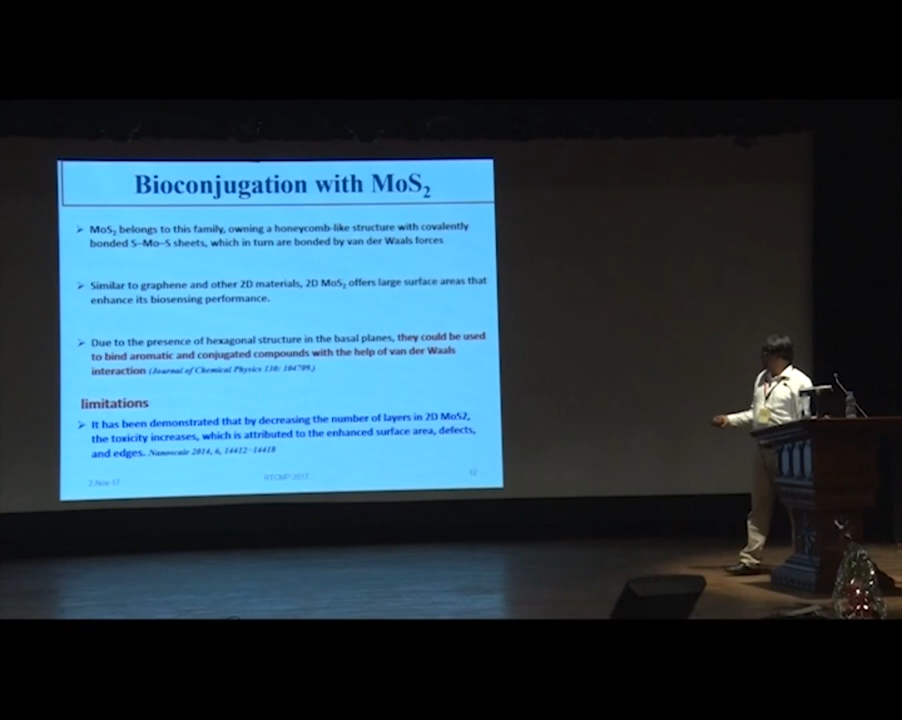 Bioconjugation with MoS₂
➢ MoS₂ belongs to this family, owning a honeycomb-like structure with covalently
bonded S–Mo–S sheets, which in turn are bonded by van der Waals forces
➢ Similar to graphene and other 2D materials, 2D MoS₂ offers large surface areas that
enhance its biosensing performance.
➢ Due to the presence of hexagonal structure in the basal planes, they could be used
to bind aromatic and conjugated compounds with the help of van der Waals
interaction (Journal of Chemical Physics 130: 104709.)
limitations
➢ It has been demonstrated that by decreasing the number of layers in 2D MoS2,
the toxicity increases, which is attributed to the enhanced surface area, defects,
and edges. Nanoscale 2014, 6, 14412–14418
2-Nov-17 RTCMP-2017 12